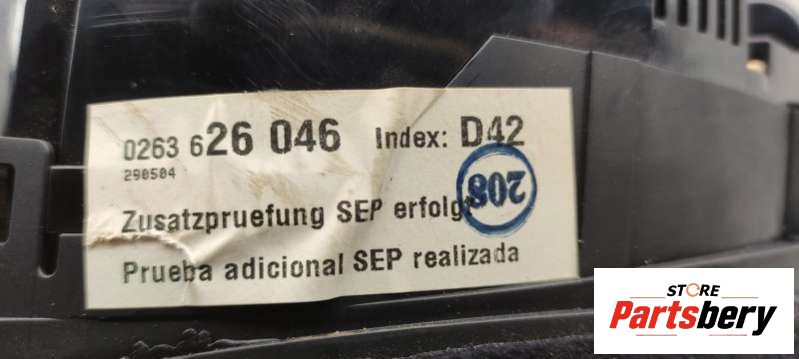 0263 626 046 Index: D42
290504
208
Zusatzpruefung SEP erfolgt
Prueba adicional SEP realizada
STORE
Partsbery